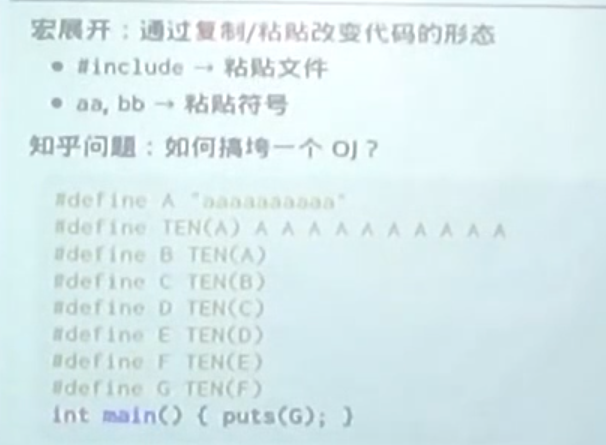 宏展开：通过复制/粘贴改变代码的形态
• #include → 粘贴文件
• aa, bb → 粘贴符号
知乎问题：如何搞垮一个 OJ？
#define A "aaaaaaaaaa"
#define TEN(A) A A A A A A A A A A
#define B TEN(A)
#define C TEN(B)
#define D TEN(C)
#define E TEN(D)
#define F TEN(E)
#define G TEN(F)
int main() { puts(G); }